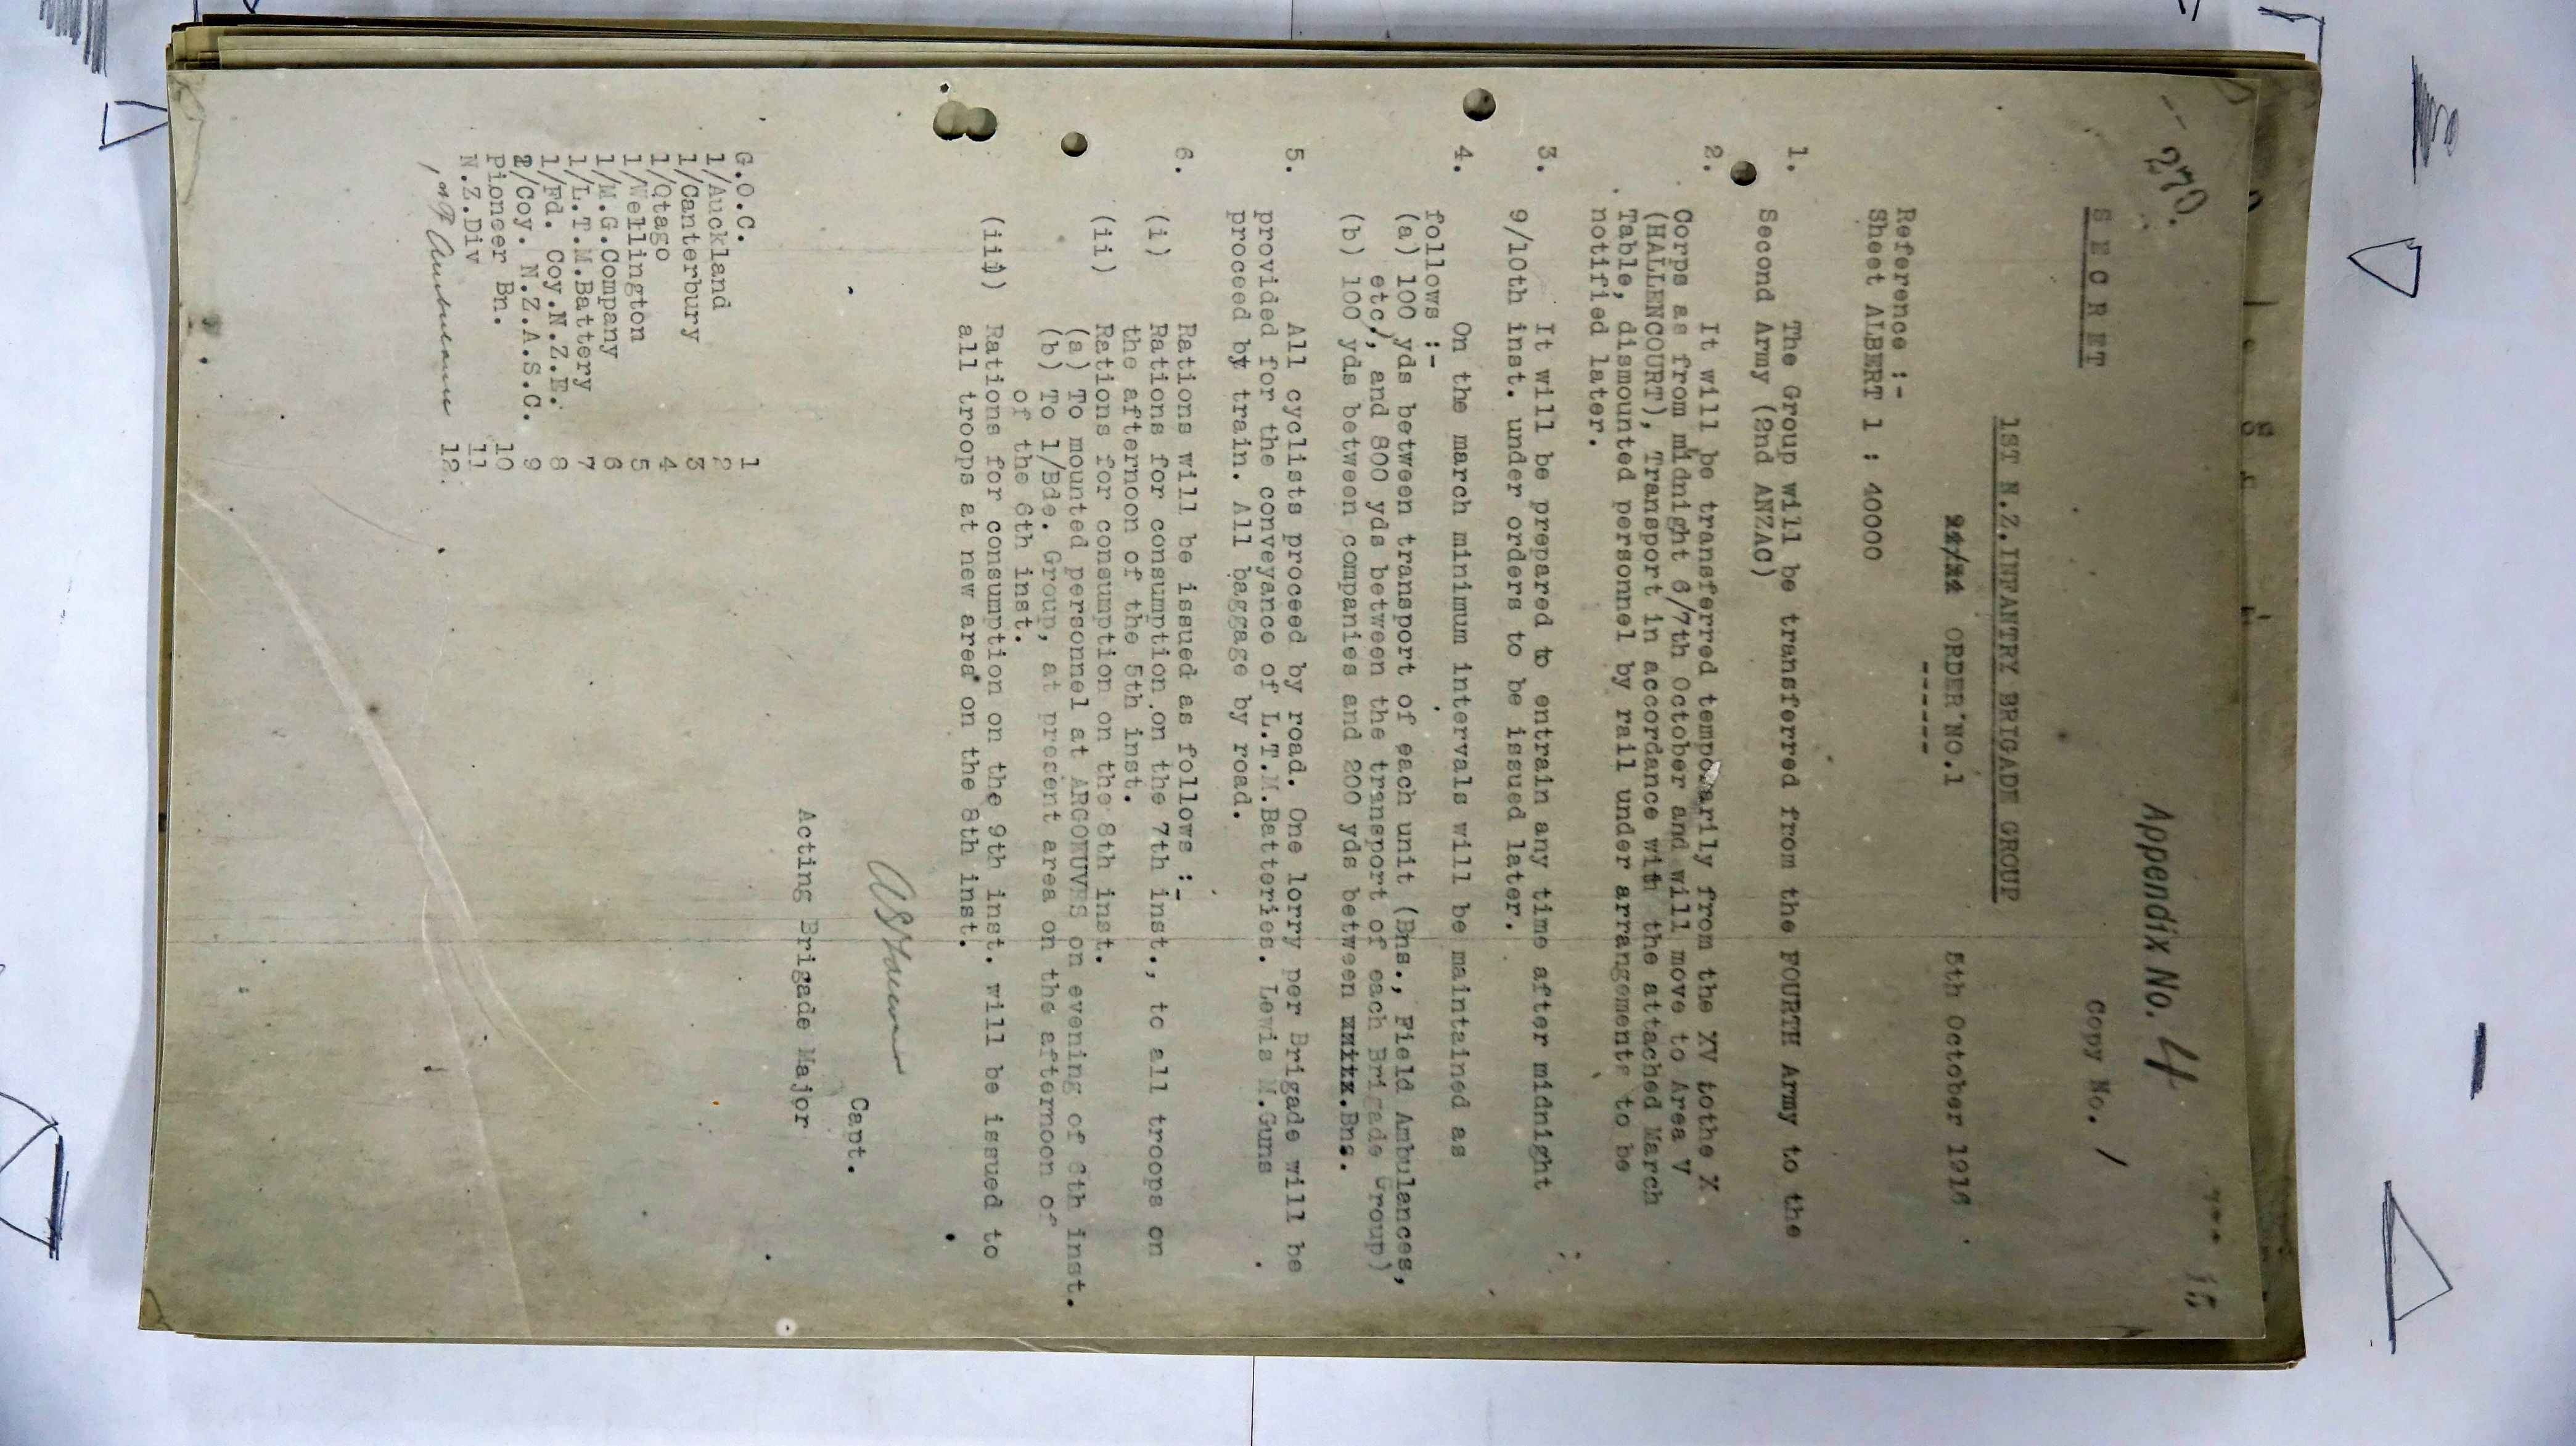 270.
Appendix No. 4
SECRET
Copy No. 1
1ST N.Z.INFANTRY BRIGADE GROUP
ORDER NO.1 5th October 1916
------
Reference :-
Sheet ALBERT 1 : 40000
1. The Group will be transferred from the FOURTH Army to the
Second Army (2nd ANZAC)
2. It will be transferred temporarily from the XV tothe X
Corps as from midnight 6/7th October and will move to Area V
(HALLENCOURT), Transport in accordance with the attached March
Table, dismounted personnel by rail under arrangements to be
notified later.
3. It will be prepared to entrain any time after midnight
9/10th inst. under orders to be issued later.
4. On the march minimum intervals will be maintained as
follows :-
(a) 100 yds between transport of each unit (Bns., Field Ambulances,
etc), and 800 yds between the transport of each Brigade Group)
(b) 100 yds between companies and 200 yds between units.Bns.
5. All cyclists proceed by road. One lorry per Brigade will be
provided for the conveyance of L.T.M.Batteries. Lewis M.Guns
proceed by train. All baggage by road.
6. Rations will be issued as follows :-
(i) Rations for consumption on the 7th inst., to all troops on
the afternoon of the 5th inst.
(ii) Rations for consumption on the 8th inst.
(a) To mounted personnel at ARGOEUVES on evening of 6th inst.
(b) To 1/Bde. Group, at present area on the afternoon of
of the 6th inst.
(iii) Rations for consumption on the 9th inst. will be issued to
all troops at new area on the 8th inst.
Capt.
Acting Brigade Major
G.O.C. 1
1/Auckland 2
1/Canterbury 3
1/Otago 4
1/Wellington 5
1/M.G.Company 6
1/L.T.M.Battery 7
1/Fd. Coy.N.Z.E. 8
2/Coy. N.Z.A.S.C. 9
Pioneer Bn. 10
N.Z.Div 11
Ambulance 12.